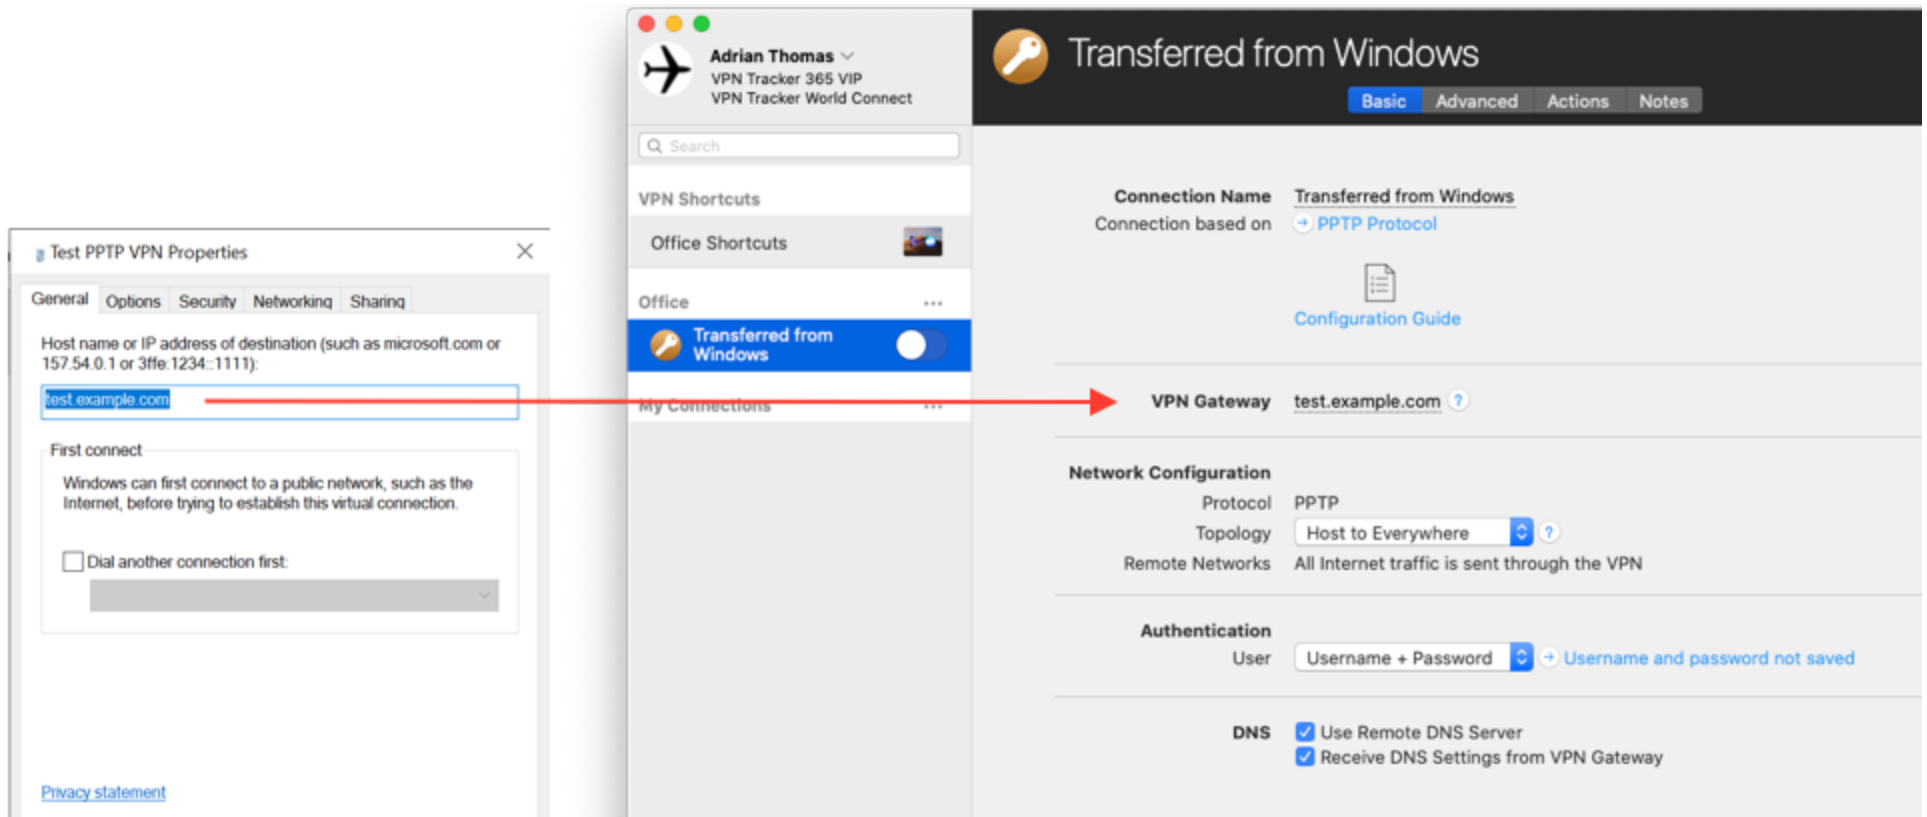 Test PPTP VPN Properties
General Options Security Networking Sharing
Host name or IP address of destination (such as microsoft.com or
157.54.0.1 or 3ffe:1234::1111):
test.example.com
First connect
Windows can first connect to a public network, such as the
Internet, before trying to establish this virtual connection.
Dial another connection first:
Privacy statement
Adrian Thomas
VPN Tracker 365 VIP
VPN Tracker World Connect
Search
VPN Shortcuts
Office Shortcuts
Office
Transferred from
Windows
My Connections
Transferred from Windows
Basic Advanced Actions Notes
Connection Name Transferred from Windows
Connection based on PPTP Protocol
Configuration Guide
VPN Gateway test.example.com ?
Network Configuration
Protocol PPTP
Topology Host to Everywhere ?
Remote Networks All Internet traffic is sent through the VPN
Authentication
User Username + Password Username and password not saved
DNS Use Remote DNS Server
Receive DNS Settings from VPN Gateway